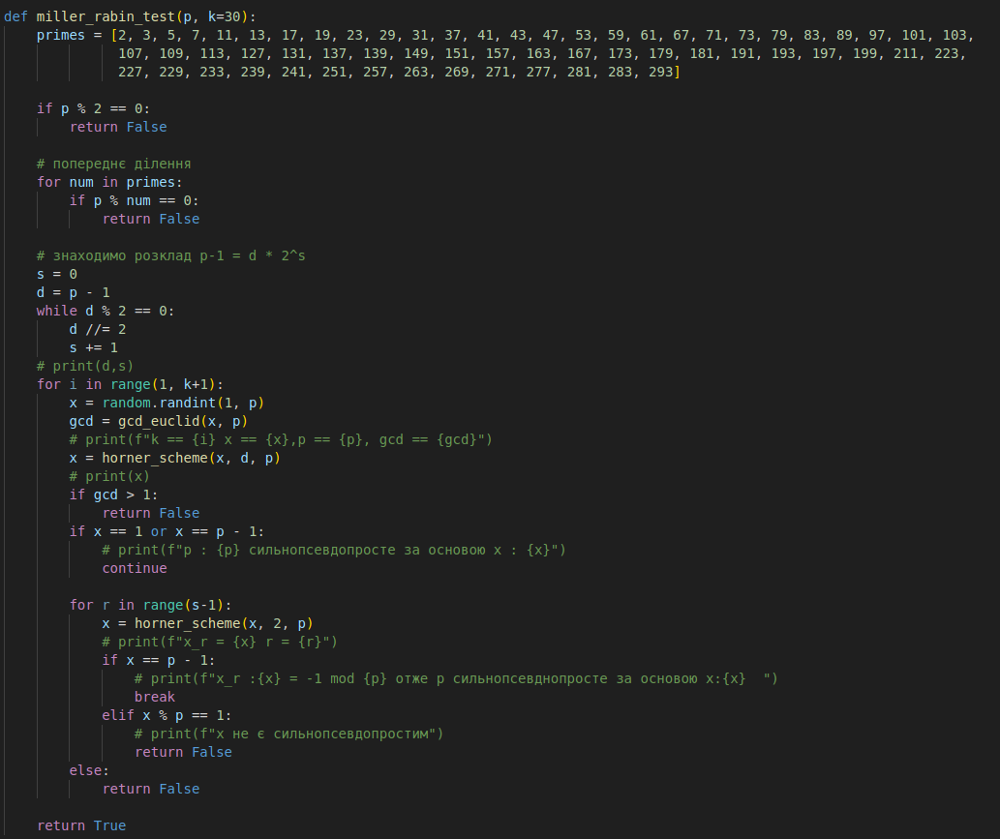 def miller_rabin_test(p, k=30):
    primes = [2, 3, 5, 7, 11, 13, 17, 19, 23, 29, 31, 37, 41, 43, 47, 53, 59, 61, 67, 71, 73, 79, 83, 89, 97, 101, 103,
              107, 109, 113, 127, 131, 137, 139, 149, 151, 157, 163, 167, 173, 179, 181, 191, 193, 197, 199, 211, 223,
              227, 229, 233, 239, 241, 251, 257, 263, 269, 271, 277, 281, 283, 293]

    if p % 2 == 0:
        return False

    # попереднє ділення
    for num in primes:
        if p % num == 0:
            return False

    # знаходимо розклад p-1 = d * 2^s
    s = 0
    d = p - 1
    while d % 2 == 0:
        d //= 2
        s += 1
    # print(d,s)
    for i in range(1, k+1):
        x = random.randint(1, p)
        gcd = gcd_euclid(x, p)
        # print(f"k == {i} x == {x},p == {p}, gcd == {gcd}")
        x = horner_scheme(x, d, p)
        # print(x)
        if gcd > 1:
            return False
        if x == 1 or x == p - 1:
            # print(f"p : {p} сильнопсевдопросте за основою x : {x}")
            continue

        for r in range(s-1):
            x = horner_scheme(x, 2, p)
            # print(f"x_r = {x} r = {r}")
            if x == p - 1:
                # print(f"x_r :{x} = -1 mod {p} отже p сильнопсевднопросте за основою x:{x}  ")
                break
            elif x % p == 1:
                # print(f"x не є сильнопсевдопростим")
                return False
        else:
            return False

    return True